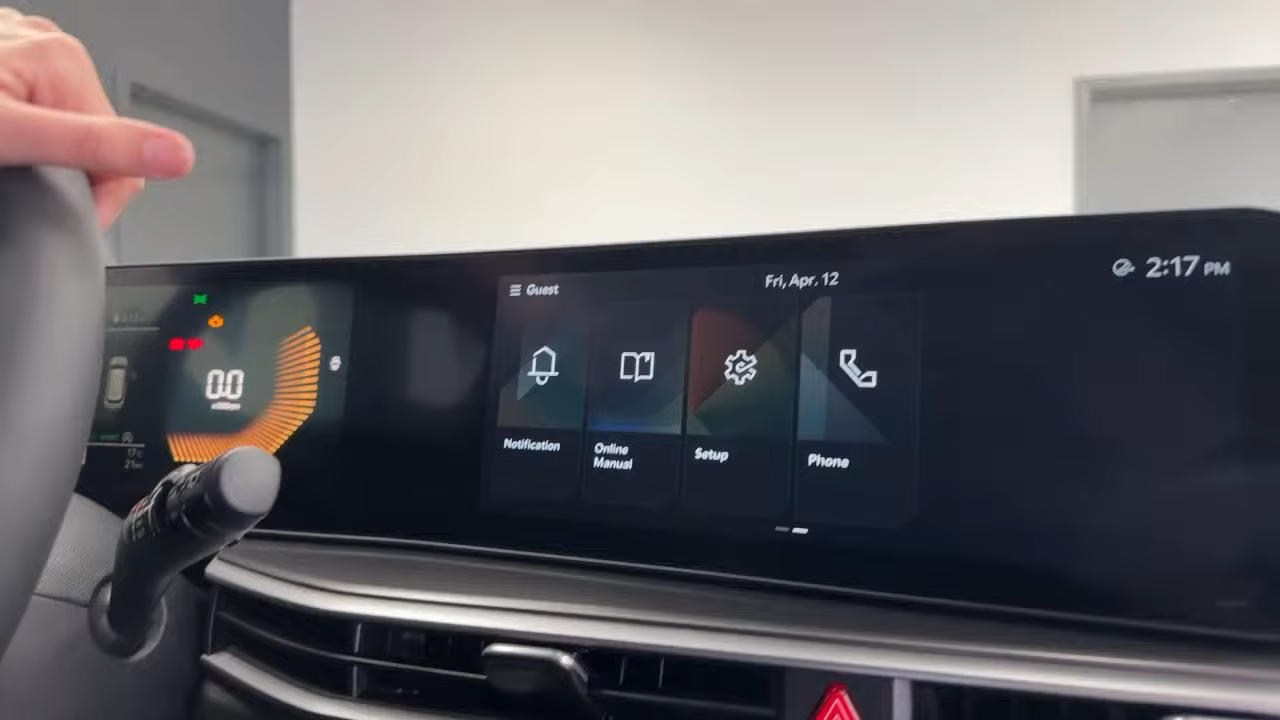 Guest
Fri, Apr. 12
2:17 PM
0.0
Notification
Online
Manual
Setup
Phone